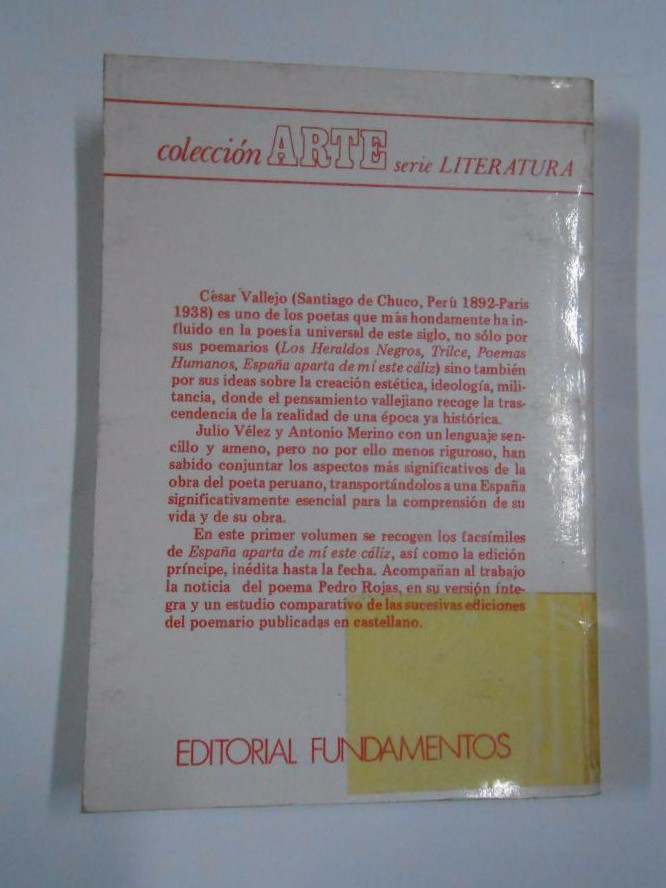 colección ARTE serie LITERATURA
César Vallejo (Santiago de Chuco, Perú 1892-Paris
1938) es uno de los poetas que más hondamente ha in-
fluido en la poesía universal de este siglo, no sólo por
sus poemarios (Los Heraldos Negros, Trilce, Poemas
Humanos, España aparta de mí este cáliz) sino también
por sus ideas sobre la creación estética, ideología, mili-
tancia, donde el pensamiento vallejiano recoge la tras-
cendencia de la realidad de una época ya histórica.
Julio Vélez y Antonio Merino con un lenguaje sen-
cillo y ameno, pero no por ello menos riguroso, han
sabido conjuntar los aspectos más significativos de la
obra del poeta peruano, transportándolos a una España
significativamente esencial para la comprensión de su
vida y de su obra.
En este primer volumen se recogen los facsímiles
de España aparta de mí este cáliz, así como la edición
príncipe, inédita hasta la fecha. Acompañan al trabajo
la noticia del poema Pedro Rojas, en su versión ínte-
gra y un estudio comparativo de las sucesivas ediciones
del poemario publicadas en castellano.
EDITORIAL FUNDAMENTOS